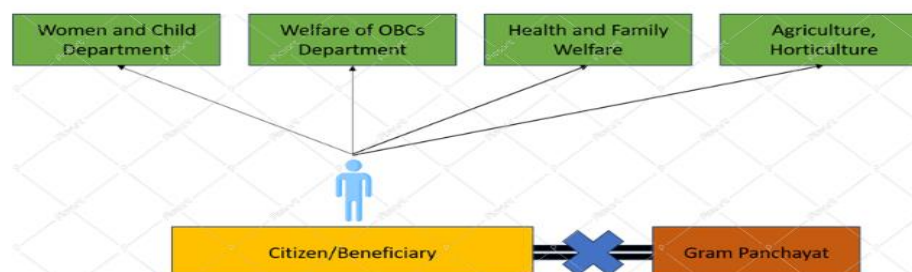 Women and Child
Department
Welfare of OBCs
Department
Health and Family
Welfare
Agriculture,
Horticulture
Citizen/Beneficiary
Gram Panchayat